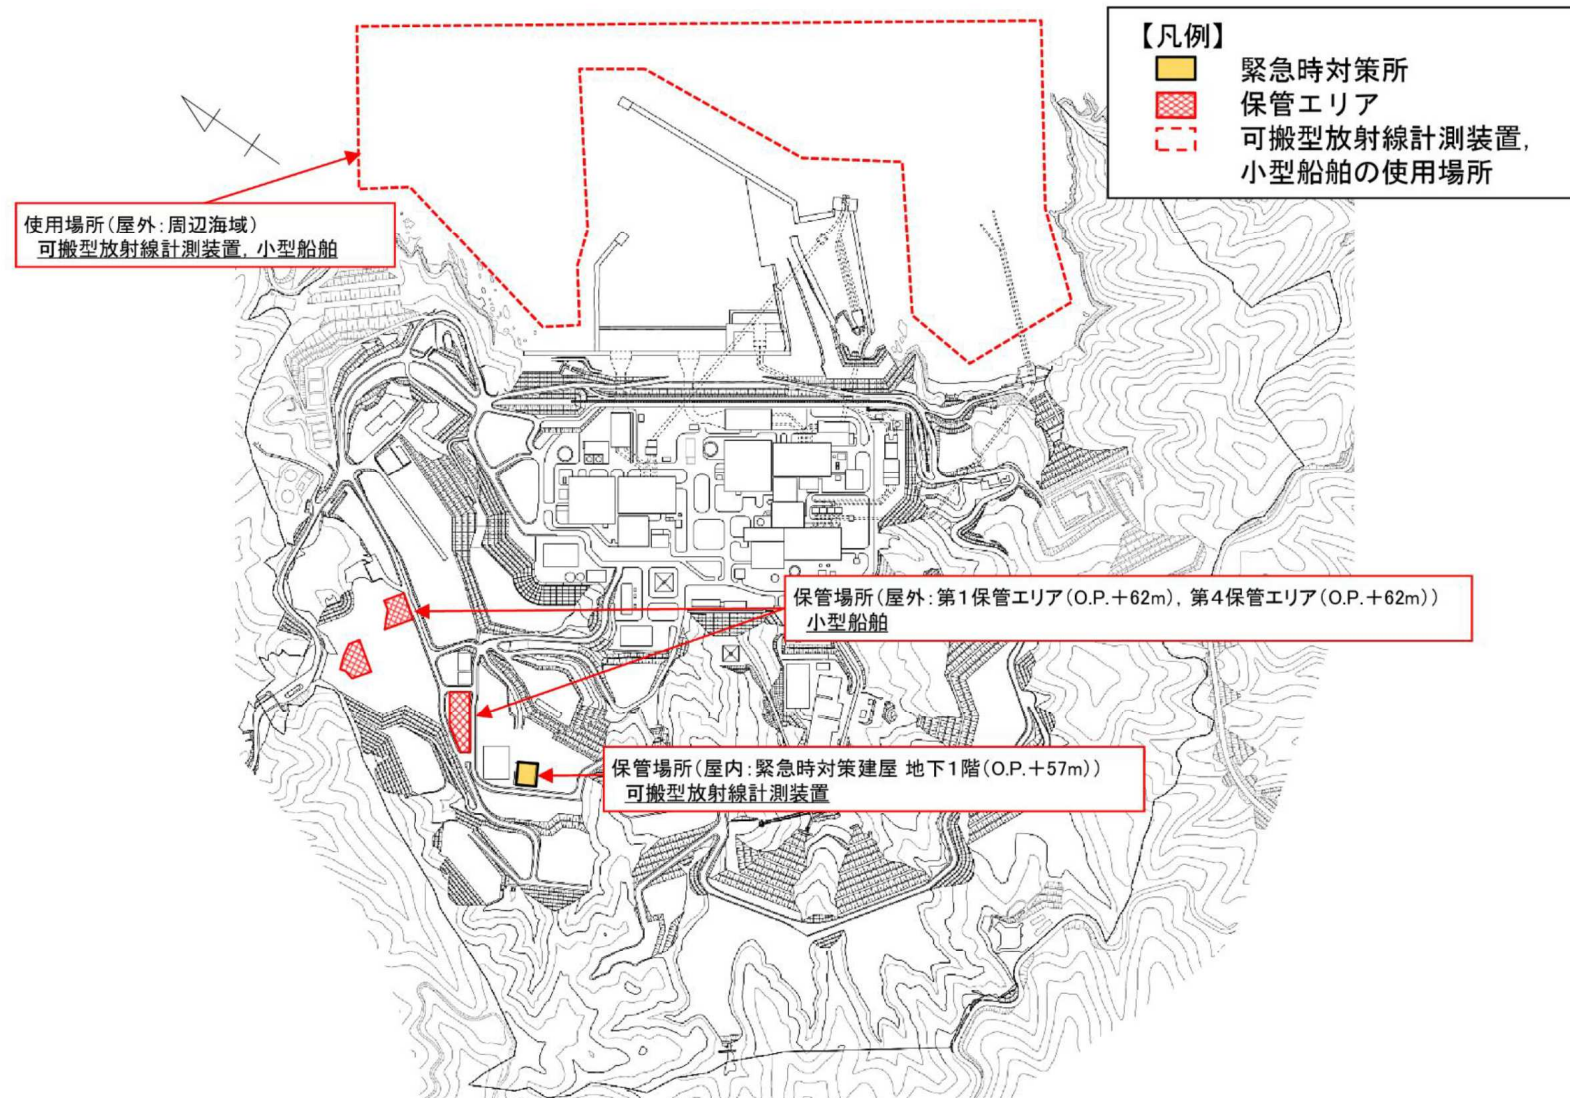 【凡例】
緊急時対策所
保管エリア
可搬型放射線計測装置，
小型船舶の使用場所
使用場所（屋外：周辺海域）
可搬型放射線計測装置，小型船舶
保管場所（屋外：第１保管エリア（O.P.＋62m），第４保管エリア（O.P.＋62m））
小型船舶
保管場所（屋内：緊急時対策建屋 地下１階（O.P.＋57m））
可搬型放射線計測装置